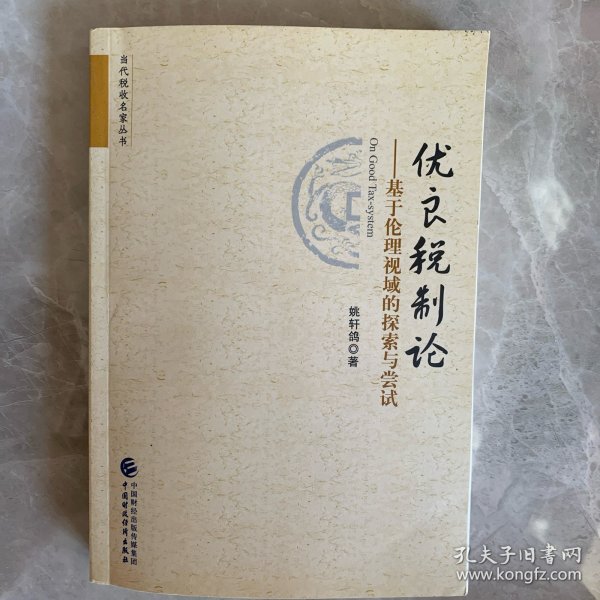 当代税收名家丛书
优良税制论
——基于伦理视域的探索与尝试
On Good Tax-system
姚轩鸽◎著
中国财经出版传媒集团
中国财政经济出版社
孔夫子旧书网
www.kongfz.com